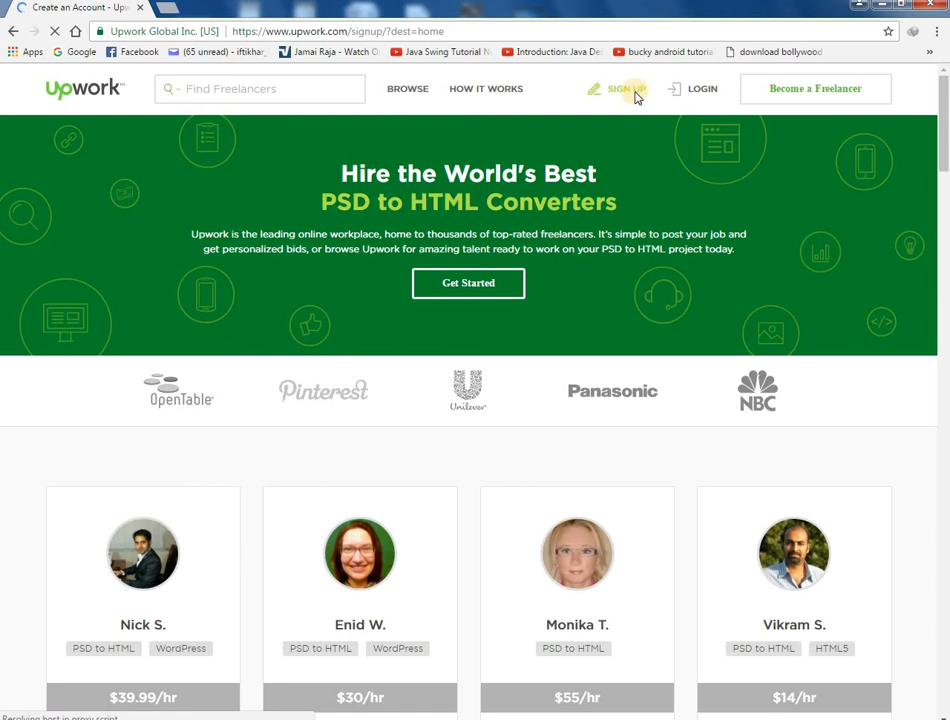 Create an Account - Upw
Upwork Global Inc. [US] https://www.upwork.com/signup/?dest=home
Apps Google Facebook (65 unread) - iftikhar Jamai Raja - Watch O Java Swing Tutorial N Introduction: Java De bucky android tutoria download bollywood »
Upwork™ Find Freelancers BROWSE HOW IT WORKS SIGN UP LOGIN Become a Freelancer
Hire the World's Best
PSD to HTML Converters
Upwork is the leading online workplace, home to thousands of top-rated freelancers. It's simple to post your job and
get personalized bids, or browse Upwork for amazing talent ready to work on your PSD to HTML project today.
Get Started
OpenTable Pinterest Unilever Panasonic NBC
Nick S. Enid W. Monika T. Vikram S.
PSD to HTML WordPress PSD to HTML WordPress PSD to HTML PSD to HTML HTML5
$39.99/hr $30/hr $55/hr $14/hr
Resolving host in proxy script